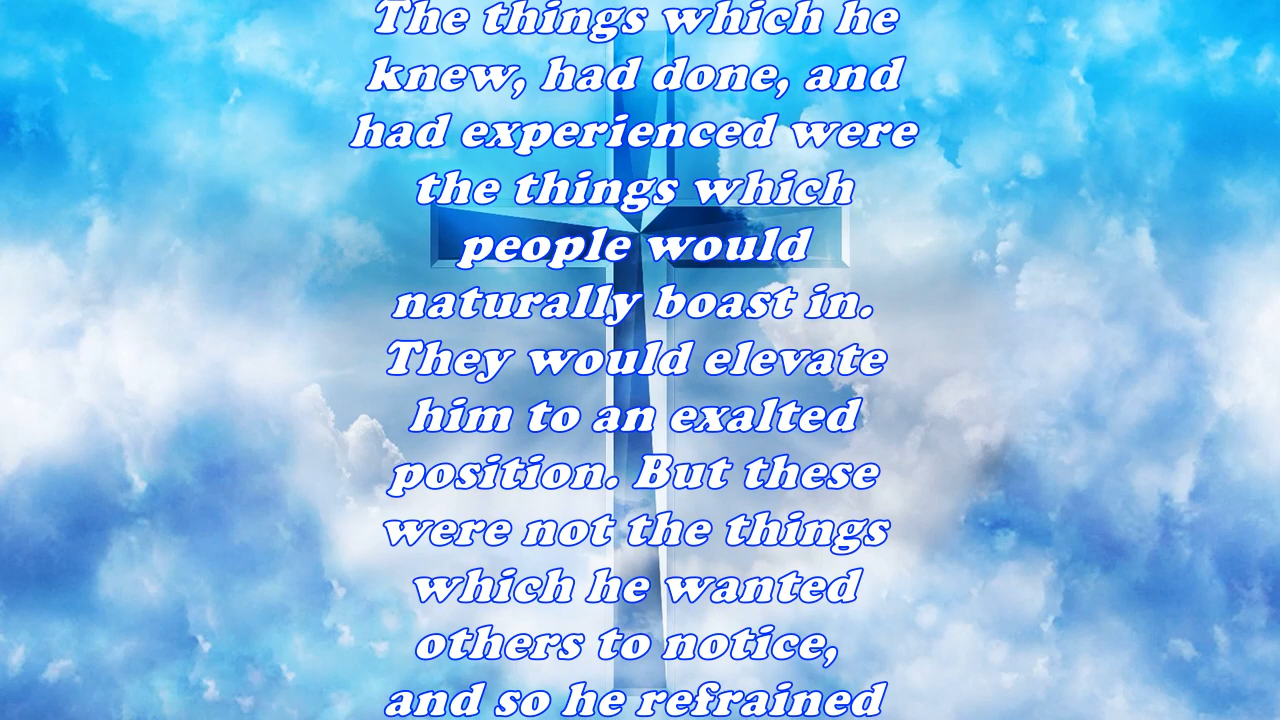 The things which he
knew, had done, and
had experienced were
the things which
people would
naturally boast in.
They would elevate
him to an exalted
position. But these
were not the things
which he wanted
others to notice,
and so he refrained